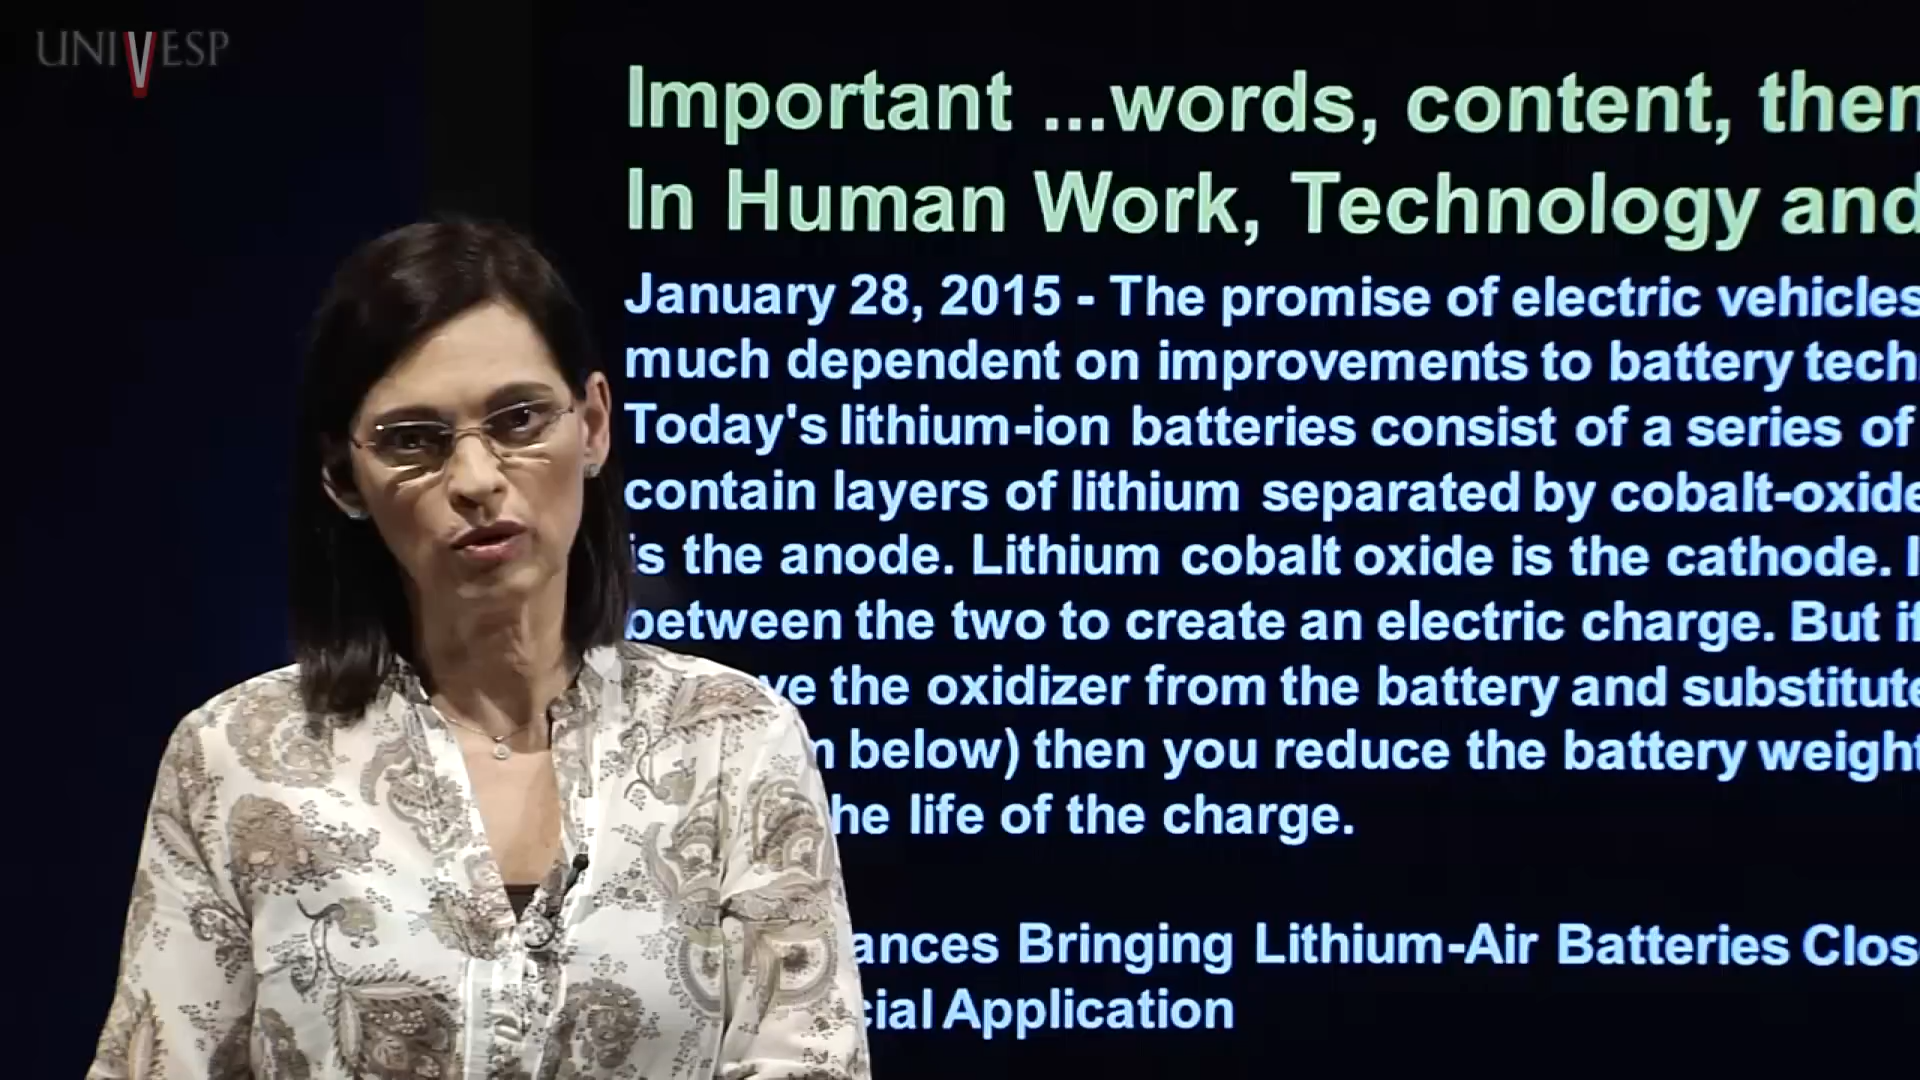 UNIVESP
Important ...words, content, then
In Human Work, Technology and
January 28, 2015 - The promise of electric vehicles
much dependent on improvements to battery tech
Today's lithium-ion batteries consist of a series of
contain layers of lithium separated by cobalt-oxide
is the anode. Lithium cobalt oxide is the cathode. I
between the two to create an electric charge. But if
ve the oxidizer from the battery and substitute
n below) then you reduce the battery weight
he life of the charge.
ances Bringing Lithium-Air Batteries Clos
cial Application